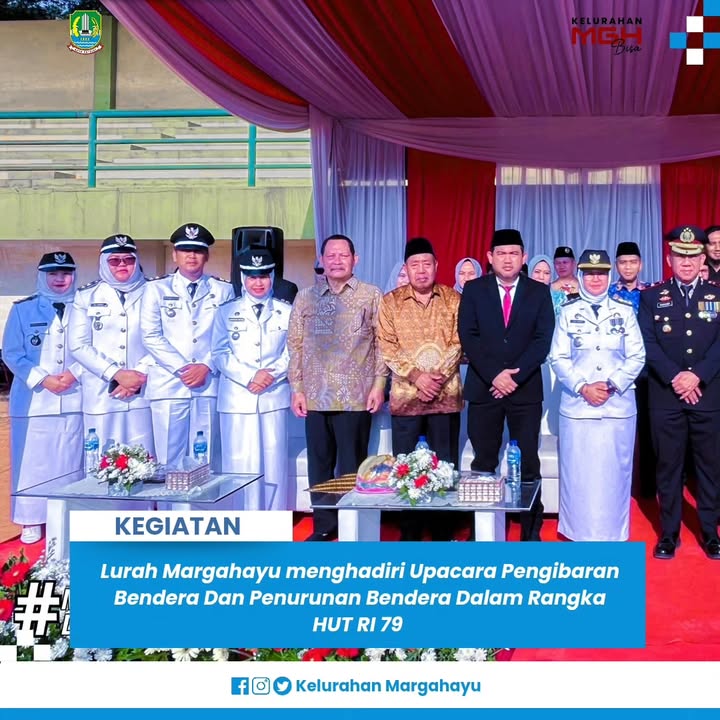 KELURAHAN
MGH
Bisa
KEGIATAN
Lurah Margahayu menghadiri Upacara Pengibaran
Bendera Dan Penurunan Bendera Dalam Rangka
HUT RI 79
#
Kelurahan Margahayu